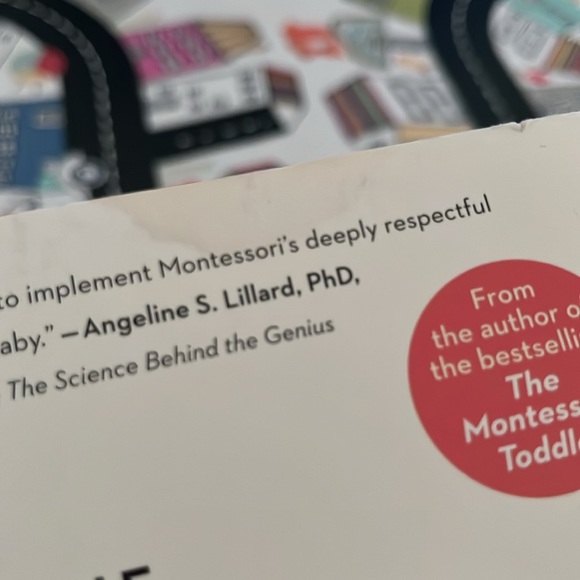 to implement Montessori's deeply respectful
aby." —Angeline S. Lillard, PhD,
The Science Behind the Genius
From
the author o
the bestselli
The
Montess
Toddl